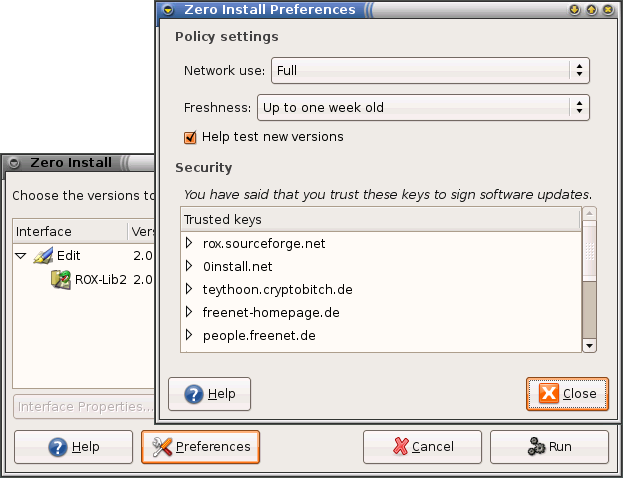 Zero Install Preferences
Policy settings
Network use: Full
Freshness: Up to one week old
Help test new versions
Security
You have said that you trust these keys to sign software updates.
Trusted keys
rox.sourceforge.net
0install.net
teythoon.cryptobitch.de
freenet-homepage.de
people.freenet.de
Help
Close
Zero Install
Choose the versions to
Interface
Edit 2.0
ROX-Lib2 2.0
Interface Properties...
Help
Preferences
Cancel
Run